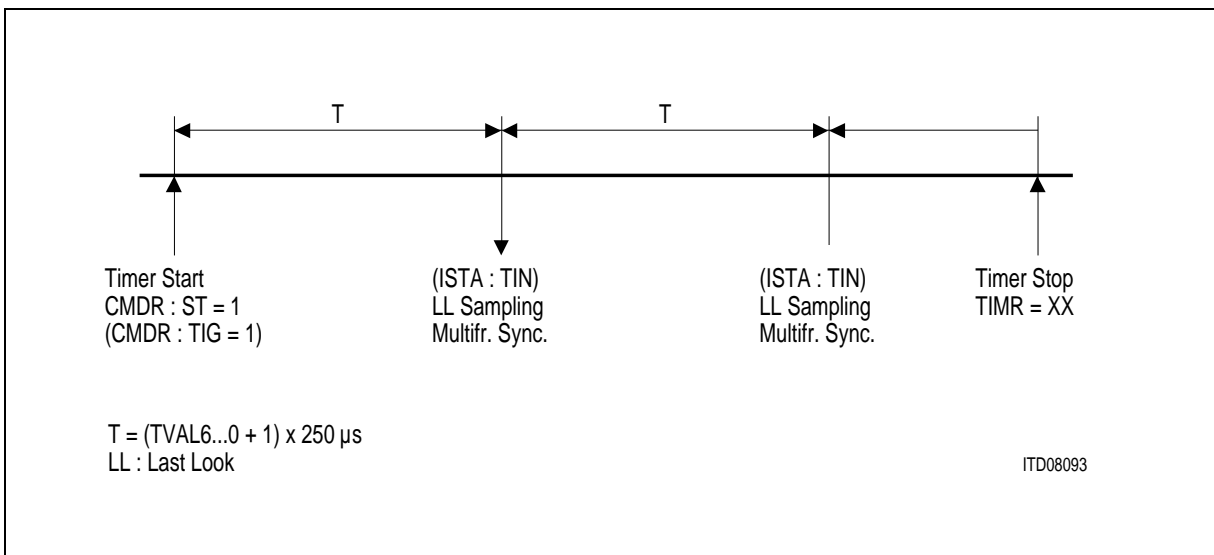 T
T
Timer Start
CMDR : ST = 1
(CMDR : TIG = 1)
(ISTA : TIN)
LL Sampling
Multifr. Sync.
(ISTA : TIN)
LL Sampling
Multifr. Sync.
Timer Stop
TIMR = XX
T = (TVAL6...0 + 1) x 250 µs
LL : Last Look
ITD08093